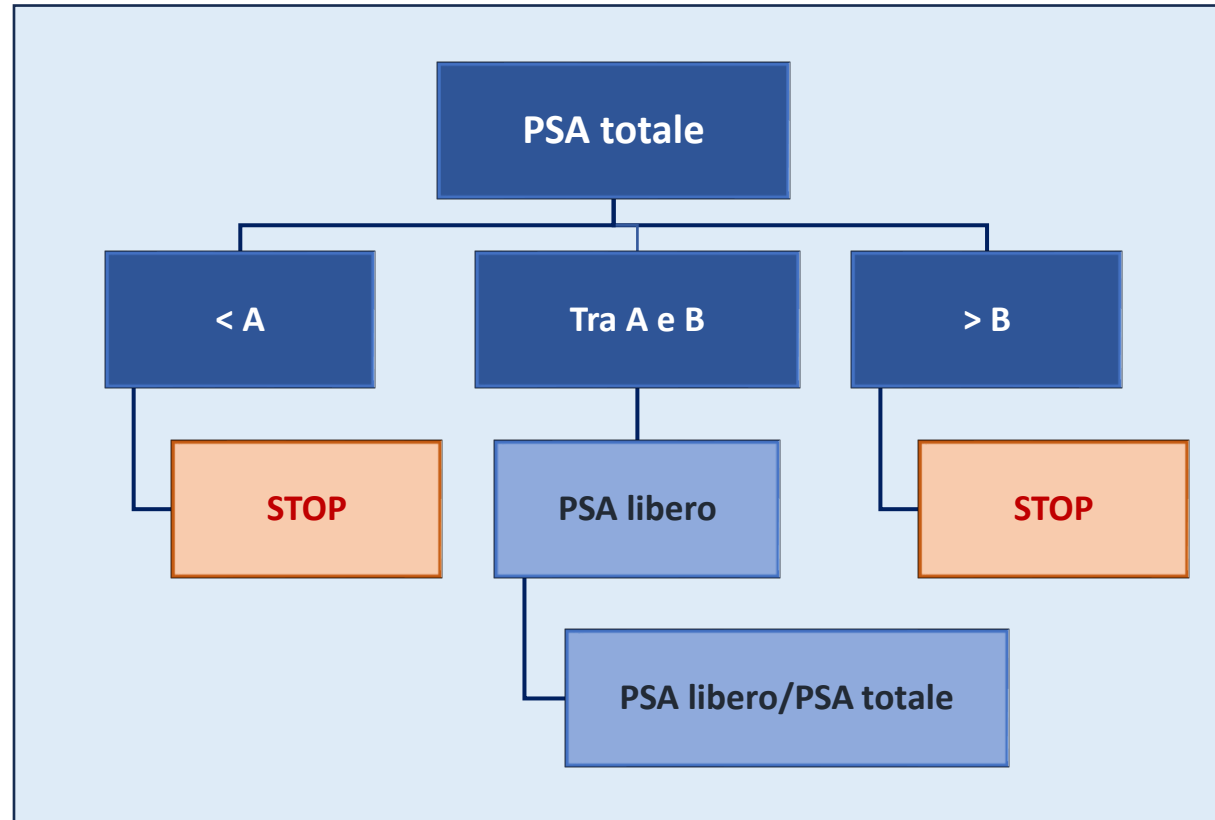 PSA totale
< A
Tra A e B
> B
STOP
PSA libero
STOP
PSA libero/PSA totale